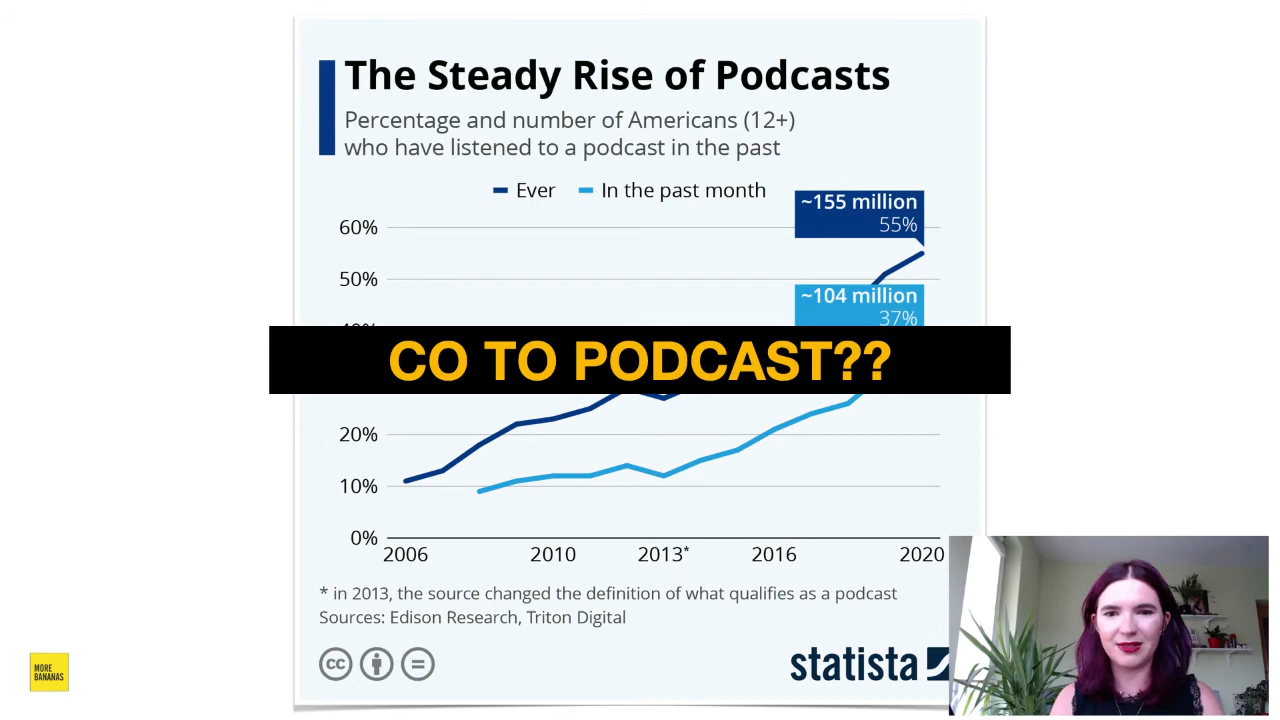 The Steady Rise of Podcasts
Percentage and number of Americans (12+)
who have listened to a podcast in the past
Ever
In the past month
~155 million
55%
60%
50%
~104 million
37%
CO TO PODCAST??
20%
10%
0%
2006
2010
2013*
2016
2020
* in 2013, the source changed the definition of what qualifies as a podcast
Sources: Edison Research, Triton Digital
cc
statista
MORE
BANANAS